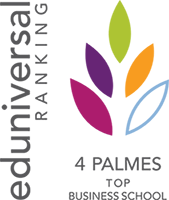 eduniversal
RANKING
4 PALMES
TOP
BUSINESS SCHOOL